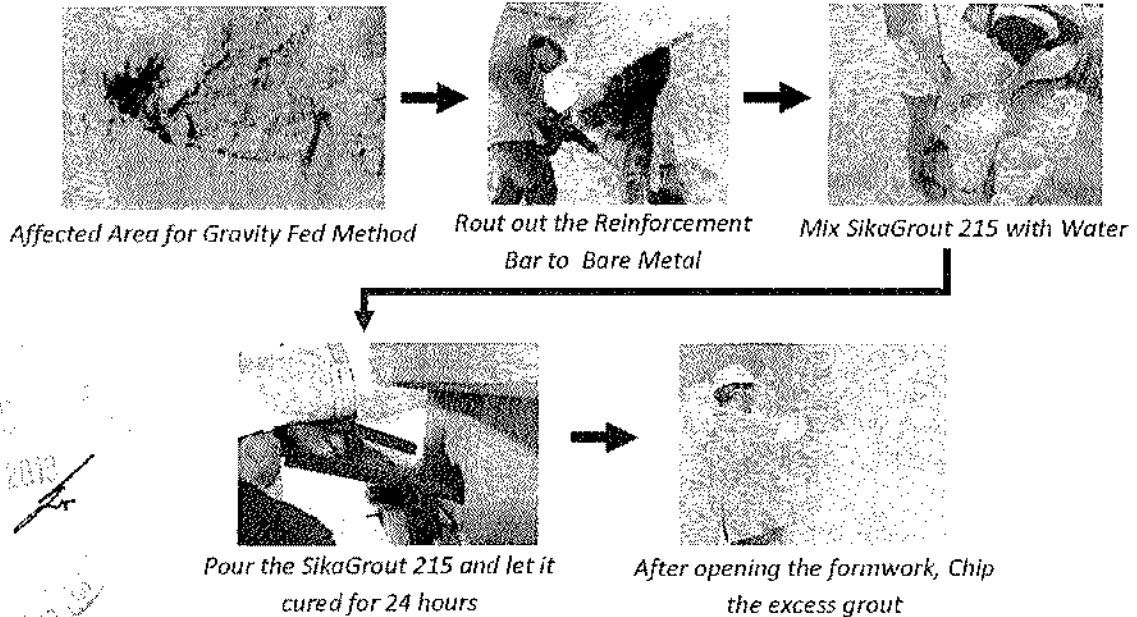 Affected Area for Gravity Fed Method
Rout out the Reinforcement
Bar to Bare Metal
Mix SikaGrout 215 with Water
Pour the SikaGrout 215 and let it
cured for 24 hours
After opening the formwork, Chip
the excess grout